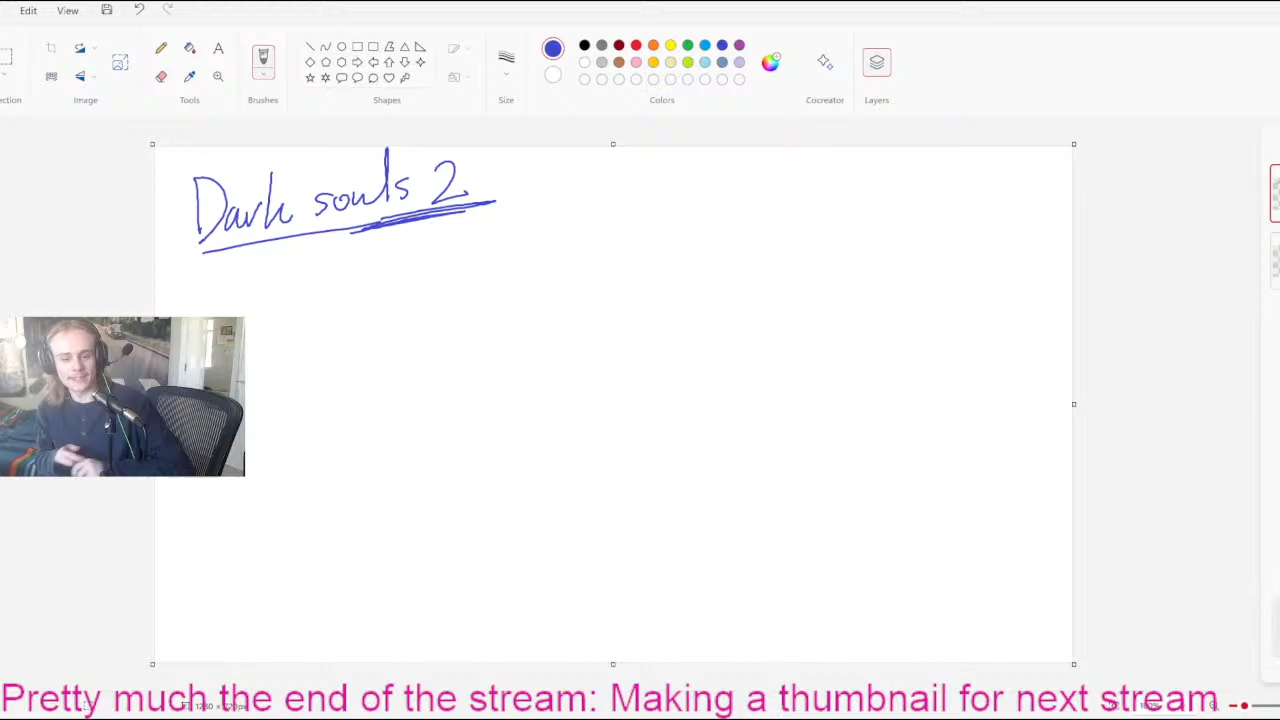 Edit View
Image Tools Brushes Shapes Size Colors Cocreator Layers
Dark souls 2
Pretty much the end of the stream: Making a thumbnail for next stream